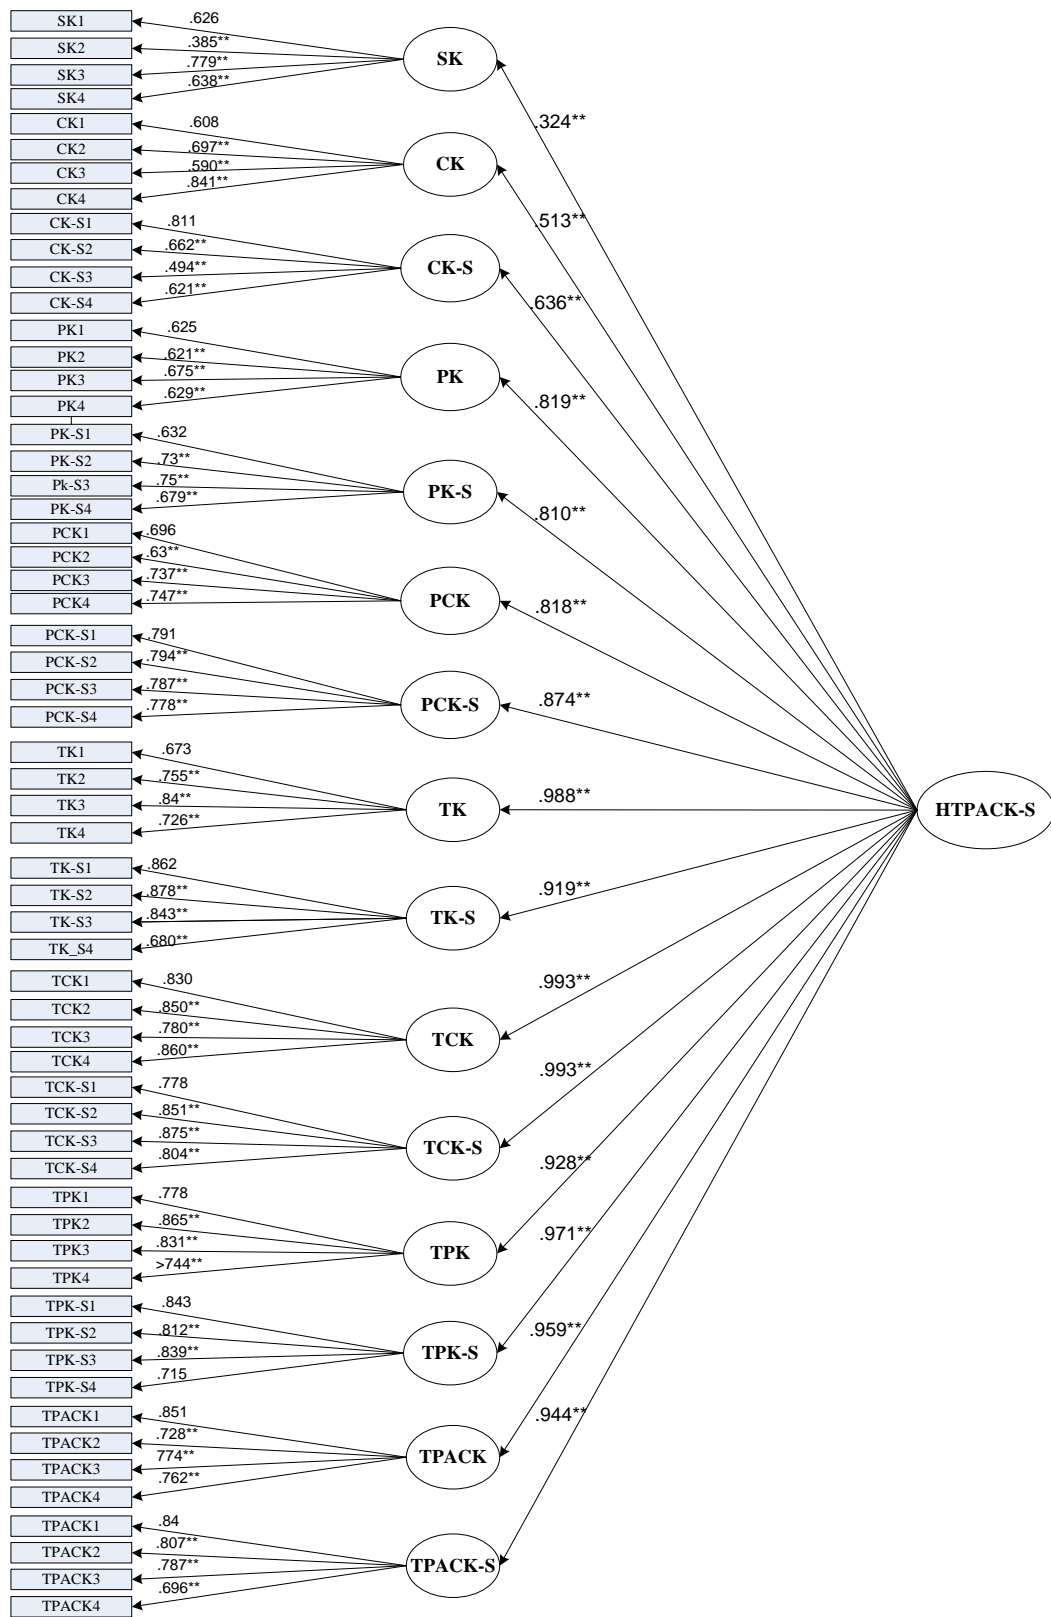 SK1
.626
SK2
.385**
SK3
.779**
SK4
.638**
SK
.324**
CK1
.608
CK2
.697**
CK3
.590**
CK4
.841**
CK
.513**
CK-S1
.811
CK-S2
.662**
CK-S3
.494**
CK-S4
.621**
CK-S
.636**
PK1
.625
PK2
.621**
PK3
.675**
PK4
.629**
PK
.819**
PK-S1
.632
PK-S2
.73**
Pk-S3
.75**
PK-S4
.679**
PK-S
.810**
PCK1
.696
PCK2
.63**
PCK3
.737**
PCK4
.747**
PCK
.818**
PCK-S1
.791
PCK-S2
.794**
PCK-S3
.787**
PCK-S4
.778**
PCK-S
.874**
TK1
.673
TK2
.755**
TK3
.84**
TK4
.726**
TK
.988**
HTPACK-S
TK-S1
.862
TK-S2
.878**
TK-S3
.843**
TK_S4
.680**
TK-S
.919**
TCK1
.830
TCK2
.850**
TCK3
.780**
TCK4
.860**
TCK
.993**
TCK-S1
.778
TCK-S2
.851**
TCK-S3
.875**
TCK-S4
.804**
TCK-S
.993**
TPK1
.778
TPK2
.865**
TPK3
.831**
TPK4
>744**
TPK
.928**
TPK-S1
.843
TPK-S2
.812**
TPK-S3
.839**
TPK-S4
.715
TPK-S
.971**
TPACK1
.851
TPACK2
.728**
TPACK3
774**
TPACK4
.762**
TPACK
.959**
TPACK1
.84
TPACK2
.807**
TPACK3
.787**
TPACK4
.696**
TPACK-S
.944**